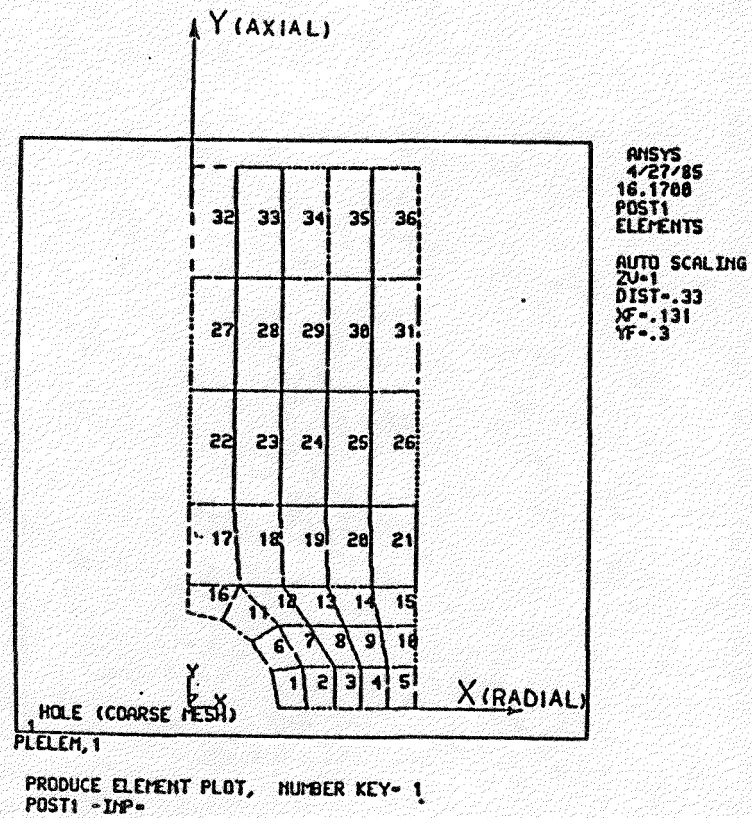 Y (AXIAL)
ANSYS
4/27/85
16.1700
POST1
ELEMENTS
AUTO SCALING
ZV=1
DIST=.33
XF=.131
YF=.3
32 33 34 35 36
27 28 29 30 31
22 23 24 25 26
17 18 19 20 21
16 12 13 14 15
11
6 7 8 9 10
1 2 3 4 5
Y
Z X
X (RADIAL)
HOLE (COARSE MESH)
1
PLELEM,1
PRODUCE ELEMENT PLOT, NUMBER KEY= 1
POST1 -INP=